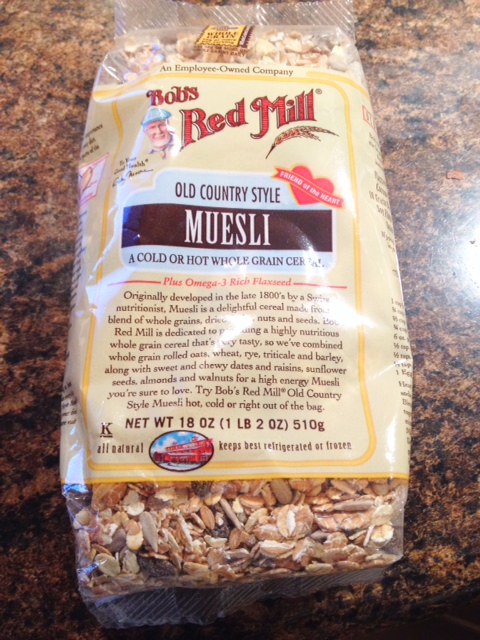 WHOLE
GRAIN
An Employee-Owned Company
Bob's
Red Mill®
To Your
Good Health®
FRIEND of the HEART
OLD COUNTRY STYLE
MUESLI
A COLD OR HOT WHOLE GRAIN CEREAL
Plus Omega-3 Rich Flaxseed
Originally developed in the late 1800's by a Swiss
nutritionist, Muesli is a delightful cereal made from
blend of whole grains, dried nuts and seeds. Bob's
Red Mill is dedicated to providing a highly nutritious
whole grain cereal that's very tasty, so we've combined
whole grain rolled oats, wheat, rye, triticale and barley,
along with sweet and chewy dates and raisins, sunflower
seeds, almonds and walnuts for a high energy Muesli
you're sure to love. Try Bob's Red Mill® Old Country
Style Muesli hot, cold or right out of the bag.
NET WT 18 OZ (1 LB 2 OZ) 510g
K
all natural
keeps best refrigerated or frozen